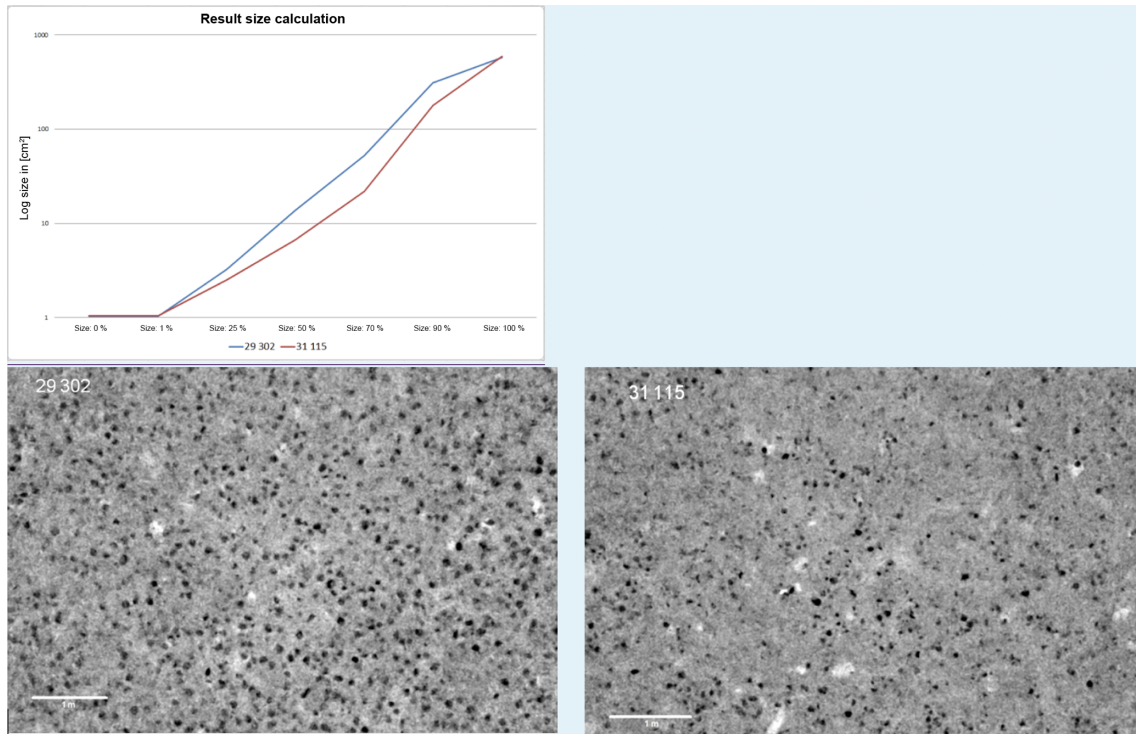 Result size calculation
1000
100
10
1
Log size in [cm²]
Size: 0 % Size: 1 % Size: 25 % Size: 50 % Size: 70 % Size: 90 % Size: 100 %
29 302 31 115
29 302
31 115
1 m
1 m